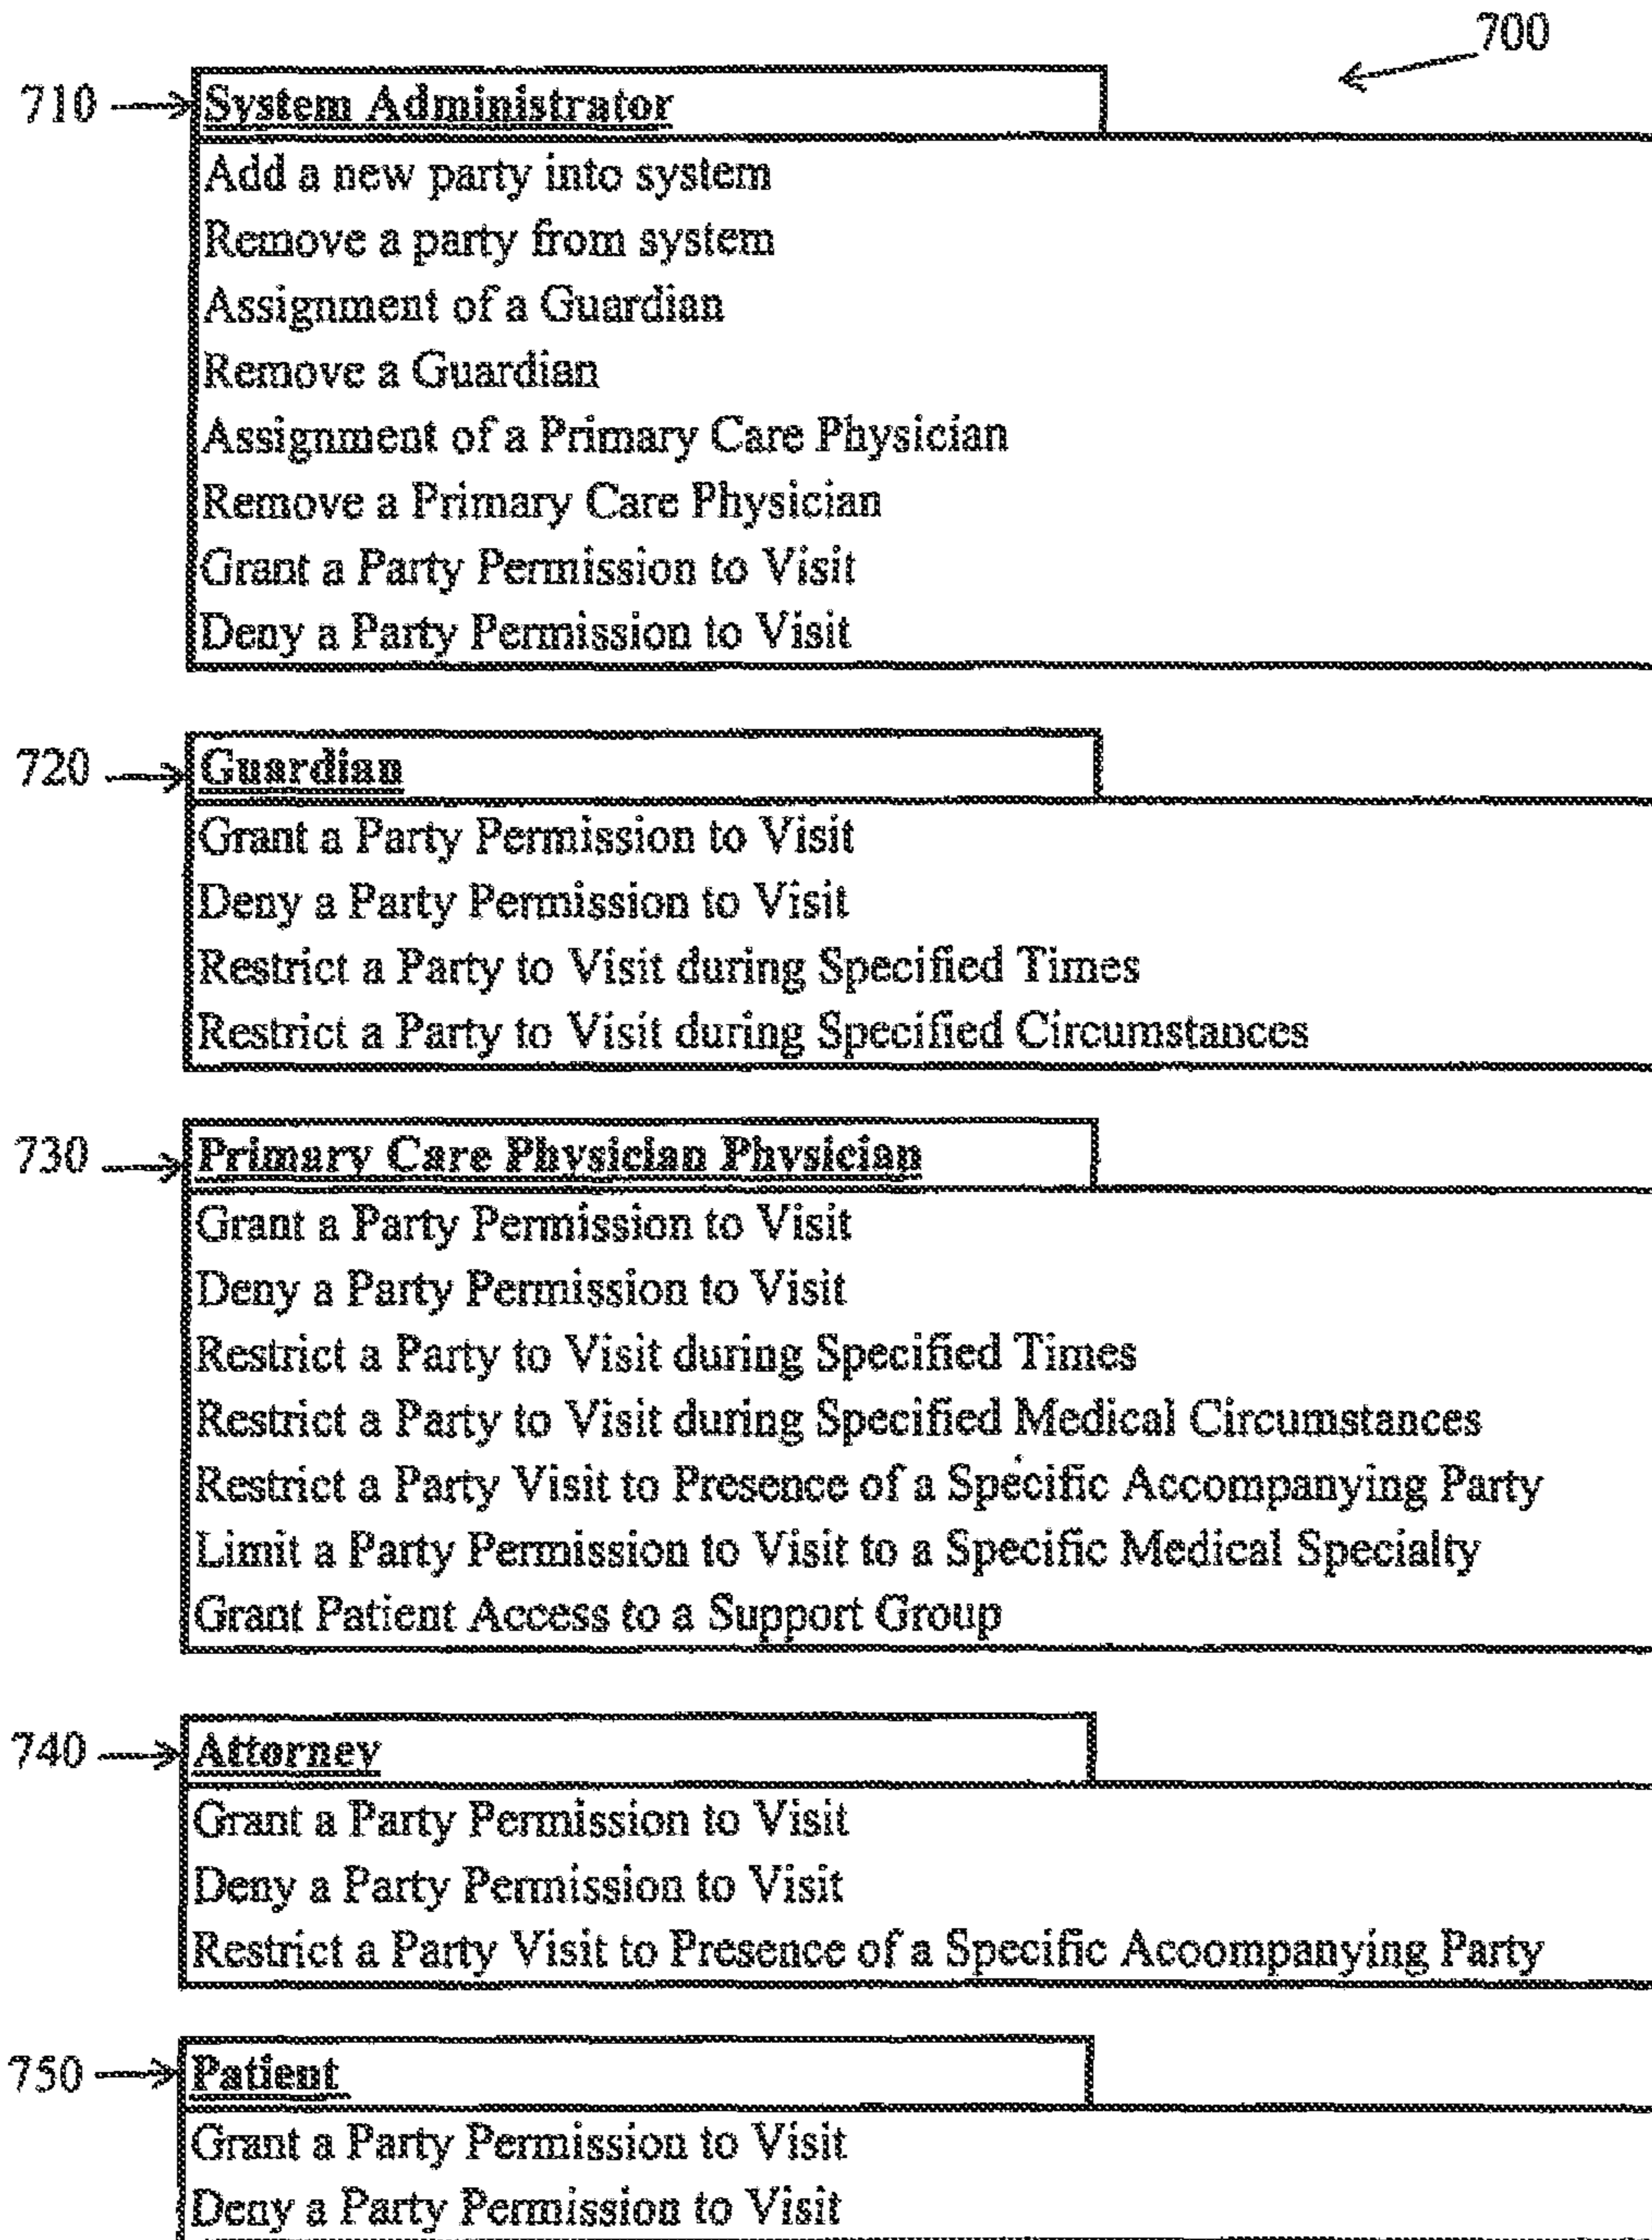 700
710 System Administrator
Add a new party into system
Remove a party from system
Assignment of a Guardian
Remove a Guardian
Assignment of a Primary Care Physician
Remove a Primary Care Physician
Grant a Party Permission to Visit
Deny a Party Permission to Visit
720 Guardian
Grant a Party Permission to Visit
Deny a Party Permission to Visit
Restrict a Party to Visit during Specified Times
Restrict a Party to Visit during Specified Circumstances
730 Primary Care Physician Physician
Grant a Party Permission to Visit
Deny a Party Permission to Visit
Restrict a Party to Visit during Specified Times
Restrict a Party to Visit during Specified Medical Circumstances
Restrict a Party Visit to Presence of a Specific Accompanying Party
Limit a Party Permission to Visit to a Specific Medical Specialty
Grant Patient Access to a Support Group
740 Attorney
Grant a Party Permission to Visit
Deny a Party Permission to Visit
Restrict a Party Visit to Presence of a Specific Accompanying Party
750 Patient
Grant a Party Permission to Visit
Deny a Party Permission to Visit